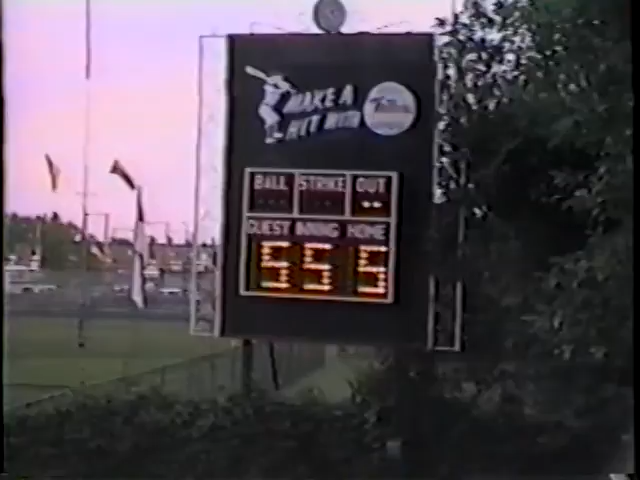 MAKE A
HIT WITH
BALL STRIKE OUT
GUEST INNING HOME
5 5 5